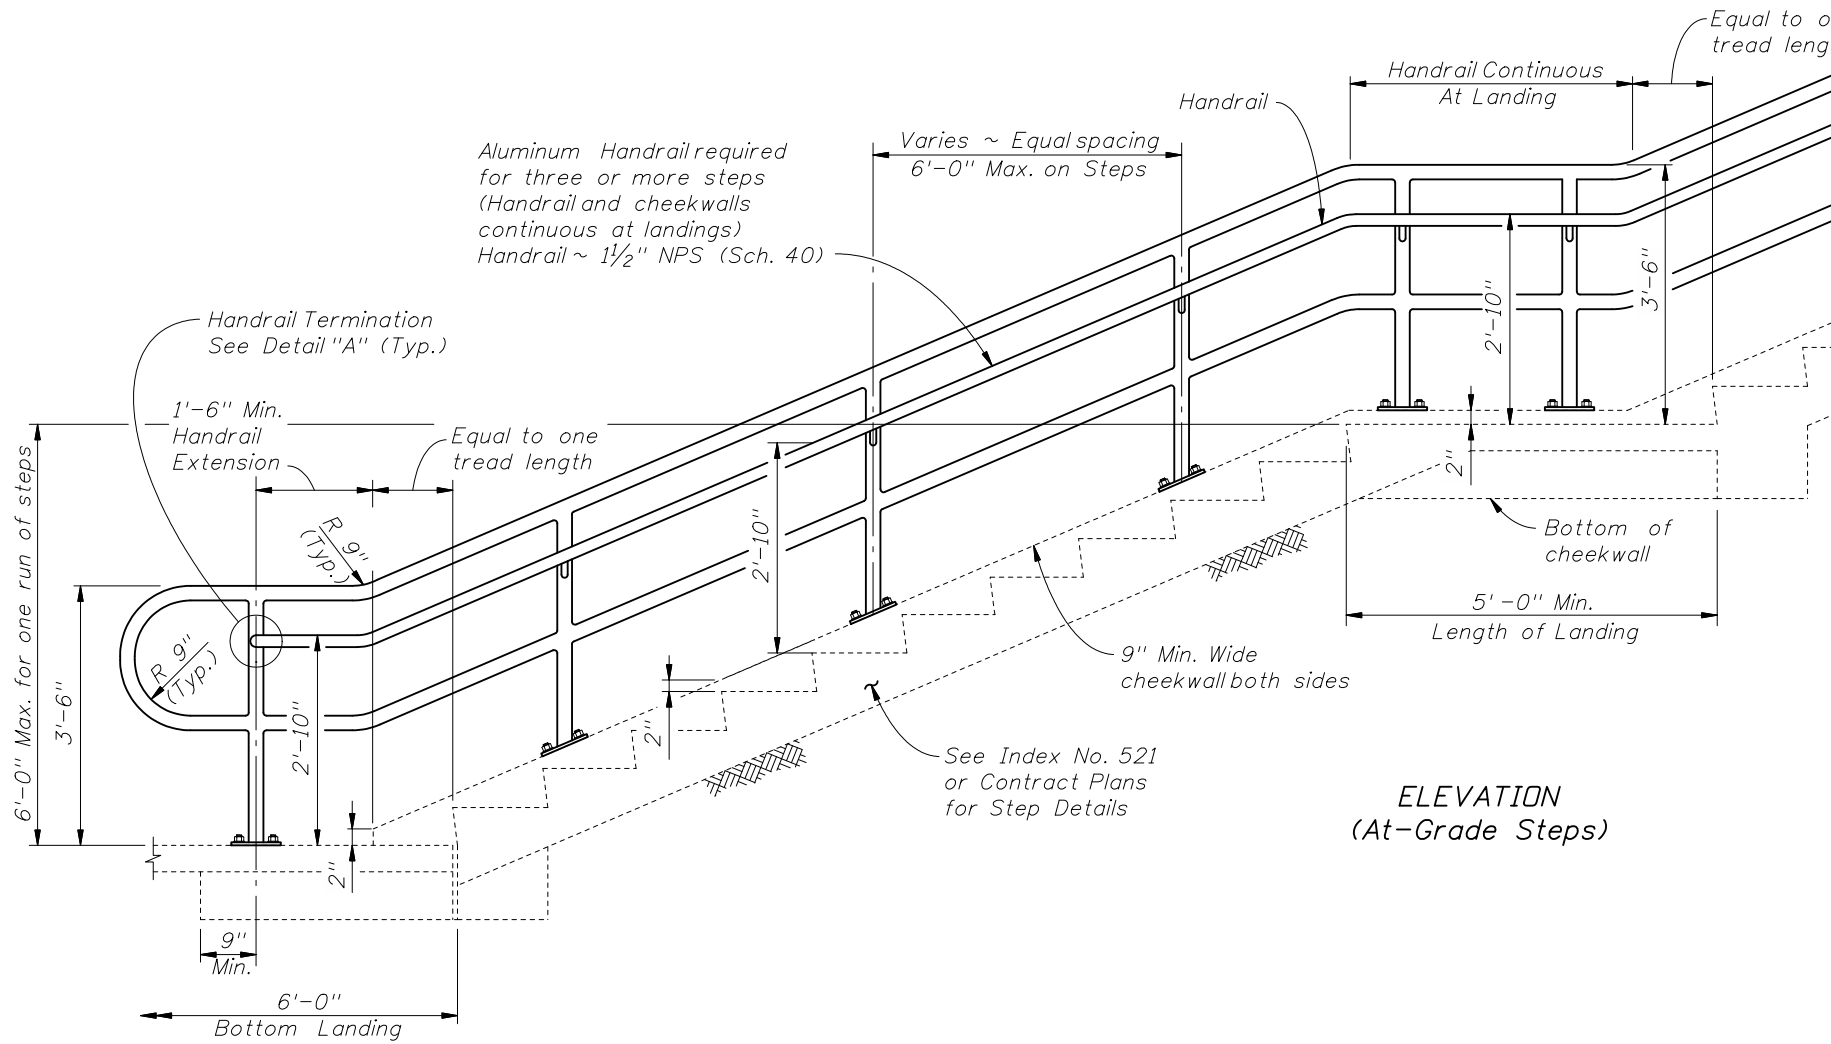 Equal to o
tread leng
Handrail Continuous
At Landing
Handrail
Varies ~ Equal spacing
6'-0" Max. on Steps
Aluminum Handrail required
for three or more steps
(Handrail and cheekwalls
continuous at landings)
Handrail ~ 1½" NPS (Sch. 40)
Handrail Termination
See Detail "A" (Typ.)
1'-6" Min.
Handrail
Extension
Equal to one
tread length
6'-0" Max. for one run of steps
R 9"
(Typ.)
R 9"
(Typ.)
3'-6"
2'-10"
2"
2"
2'-10"
2'-10"
3'-6"
2"
Bottom of
cheekwall
5'-0" Min.
Length of Landing
9" Min. Wide
cheekwall both sides
See Index No. 521
or Contract Plans
for Step Details
ELEVATION
(At-Grade Steps)
9"
Min.
6'-0"
Bottom Landing